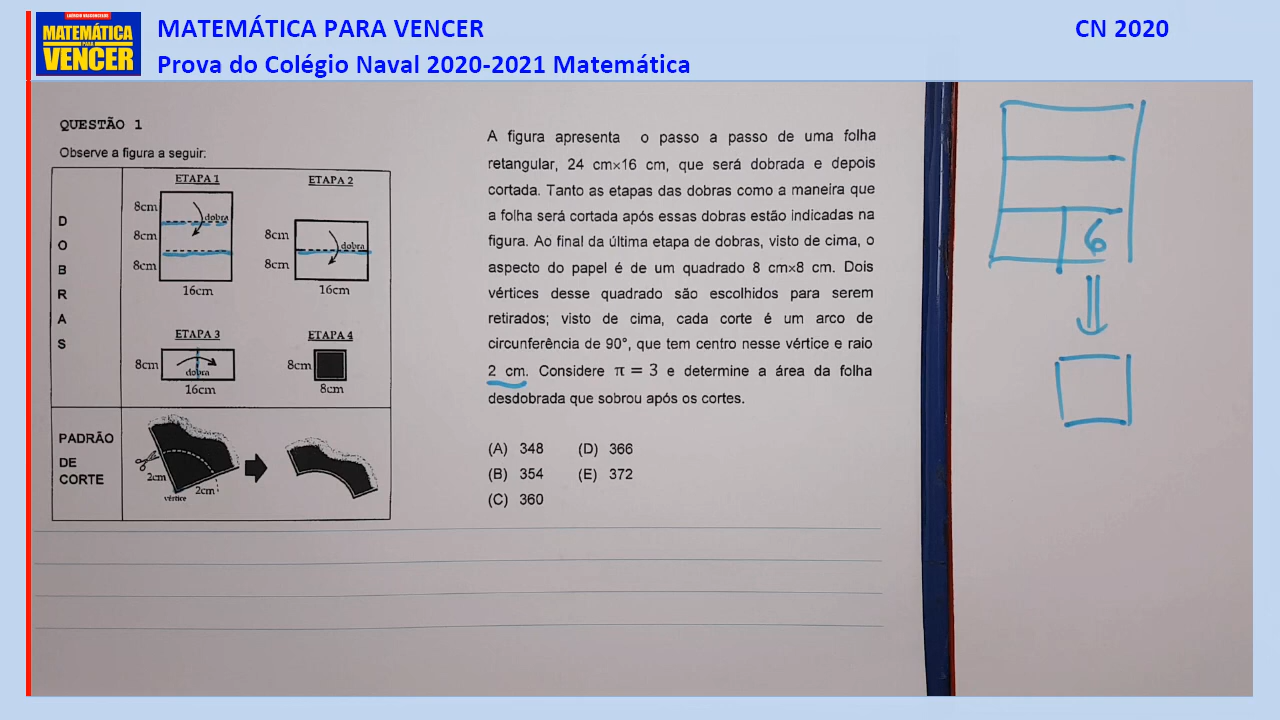 LAÉRCIO VASCONCELOS
MATEMÁTICA
PARA
VENCER
MATEMÁTICA PARA VENCER
CN 2020
Prova do Colégio Naval 2020-2021 Matemática
QUESTÃO 1
Observe a figura a seguir:
DOBRAS
ETAPA 1
8cm
dobra
8cm
8cm
16cm
ETAPA 2
8cm
dobra
8cm
16cm
ETAPA 3
8cm
dobra
16cm
ETAPA 4
8cm
8cm
PADRÃO
DE
CORTE
2cm
2cm
vértice
A figura apresenta o passo a passo de uma folha
retangular, 24 cm×16 cm, que será dobrada e depois
cortada. Tanto as etapas das dobras como a maneira que
a folha será cortada após essas dobras estão indicadas na
figura. Ao final da última etapa de dobras, visto de cima, o
aspecto do papel é de um quadrado 8 cm×8 cm. Dois
vértices desse quadrado são escolhidos para serem
retirados; visto de cima, cada corte é um arco de
circunferência de 90°, que tem centro nesse vértice e raio
2 cm. Considere π = 3 e determine a área da folha
desdobrada que sobrou após os cortes.
(A) 348 (D) 366
(B) 354 (E) 372
(C) 360
6